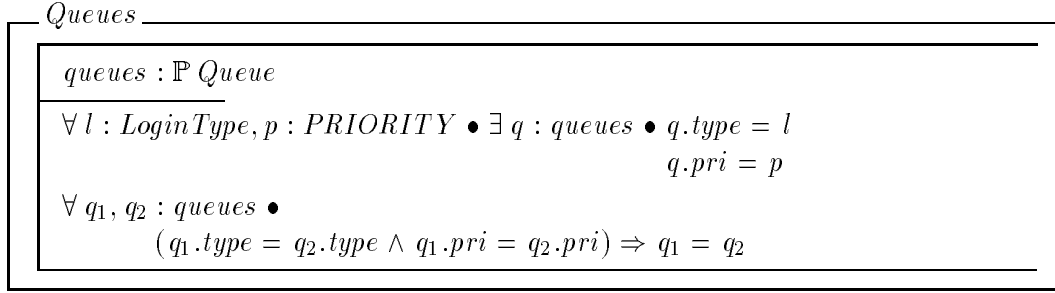 Queues
queues : ℙ Queue
∀ l : LoginType, p : PRIORITY • ∃ q : queues • q.type = l
q.pri = p
∀ q₁, q₂ : queues •
(q₁.type = q₂.type ∧ q₁.pri = q₂.pri) ⇒ q₁ = q₂